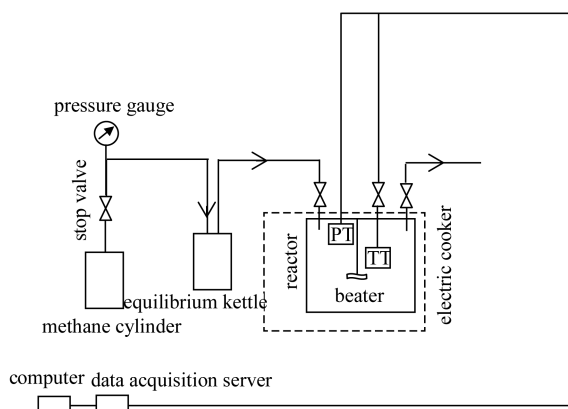 pressure gauge
stop valve
methane cylinder
equilibrium kettle
reactor
PT
TT
beater
electric cooker
computer
data acquisition server